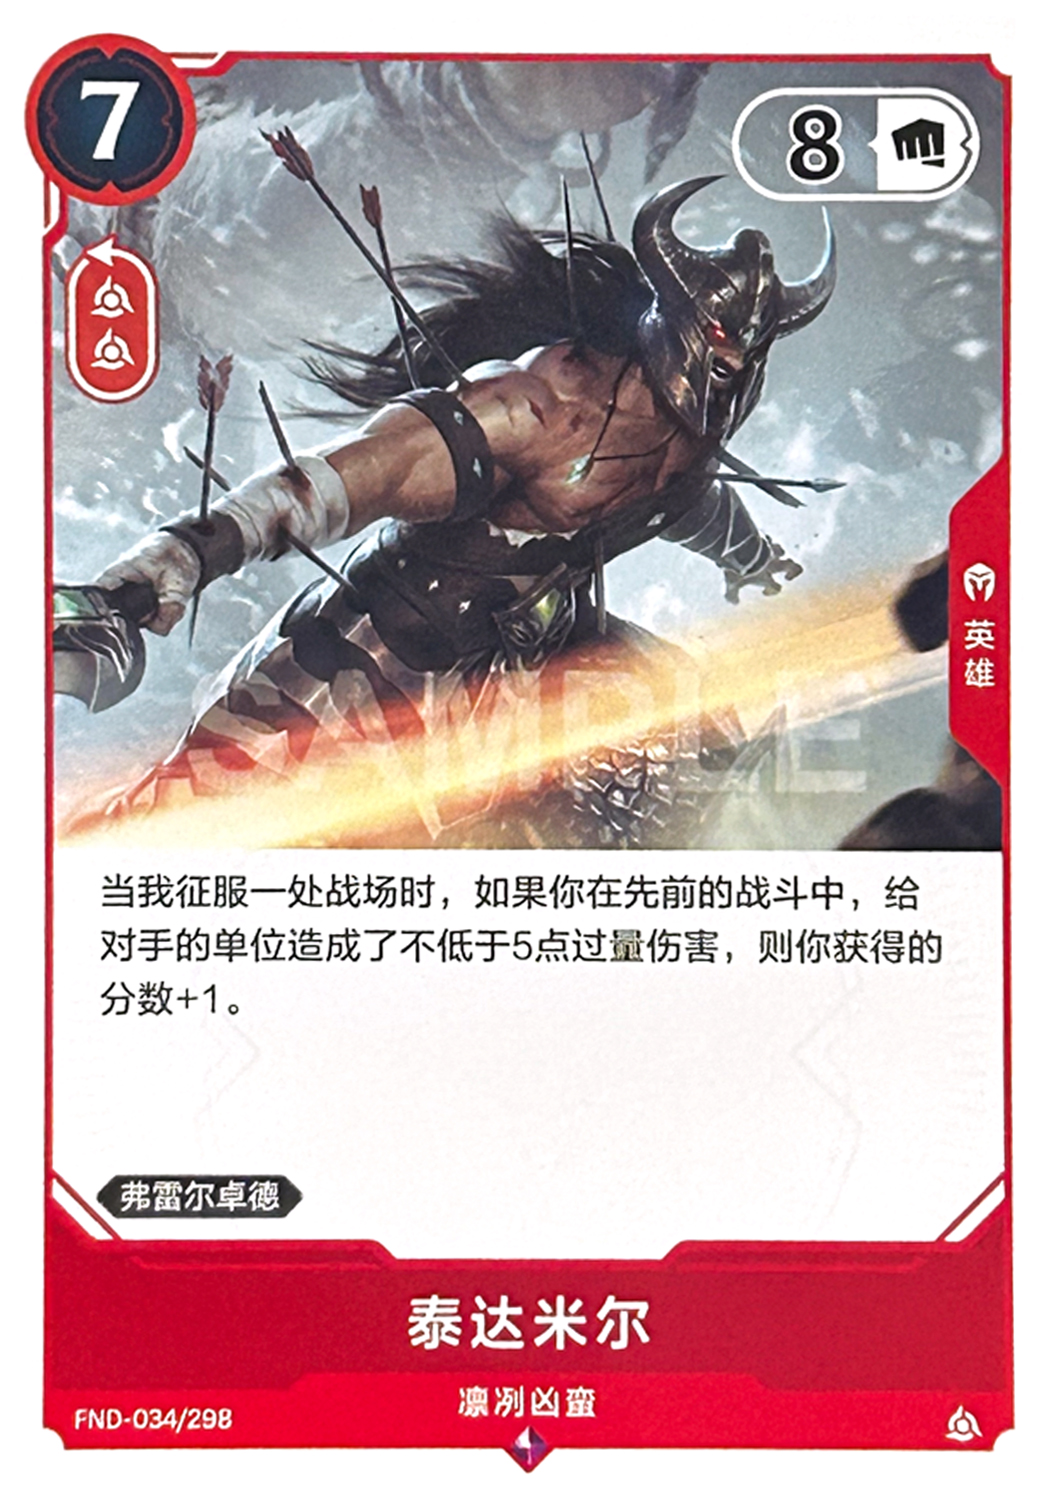 7
8
英雄
SAMPLE
当我征服一处战场时，如果你在先前的战斗中，给
对手的单位造成了不低于5点过量伤害，则你获得的
分数+1。
弗雷尔卓德
泰达米尔
凛冽凶蛮
FND-034/298